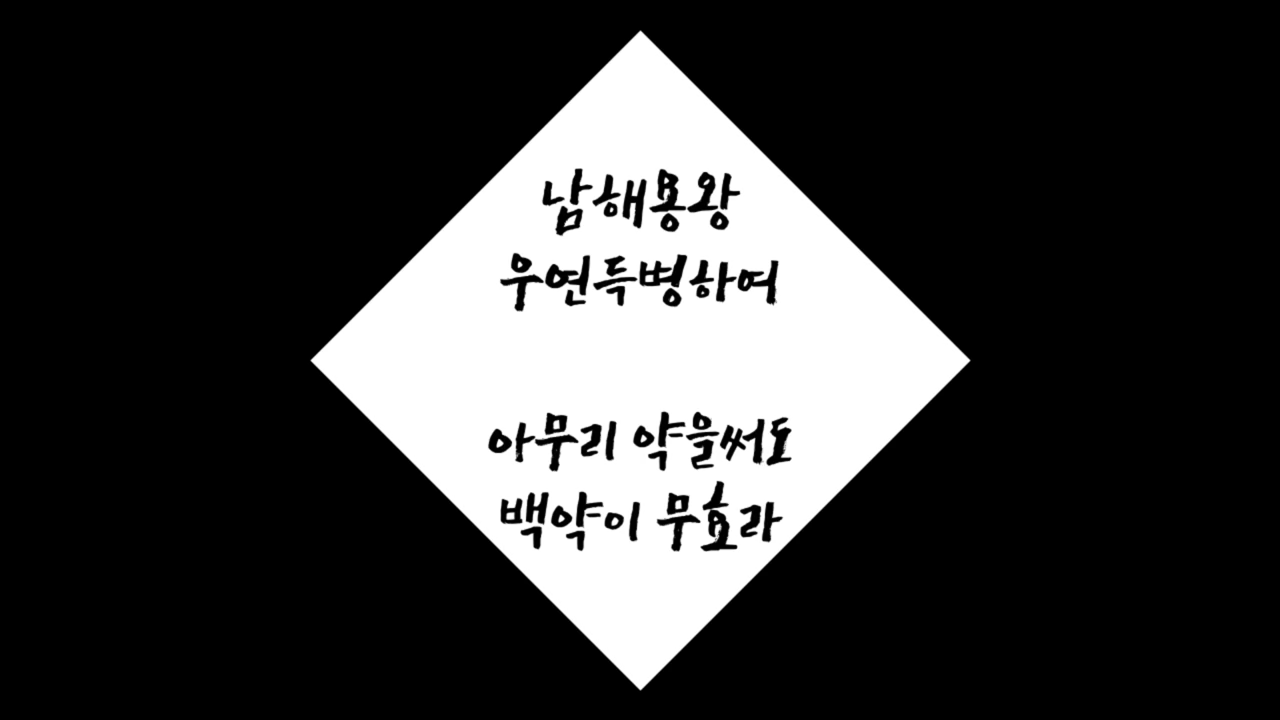 남해용왕
우연득병하여
아무리 약을써도
백약이 무효라